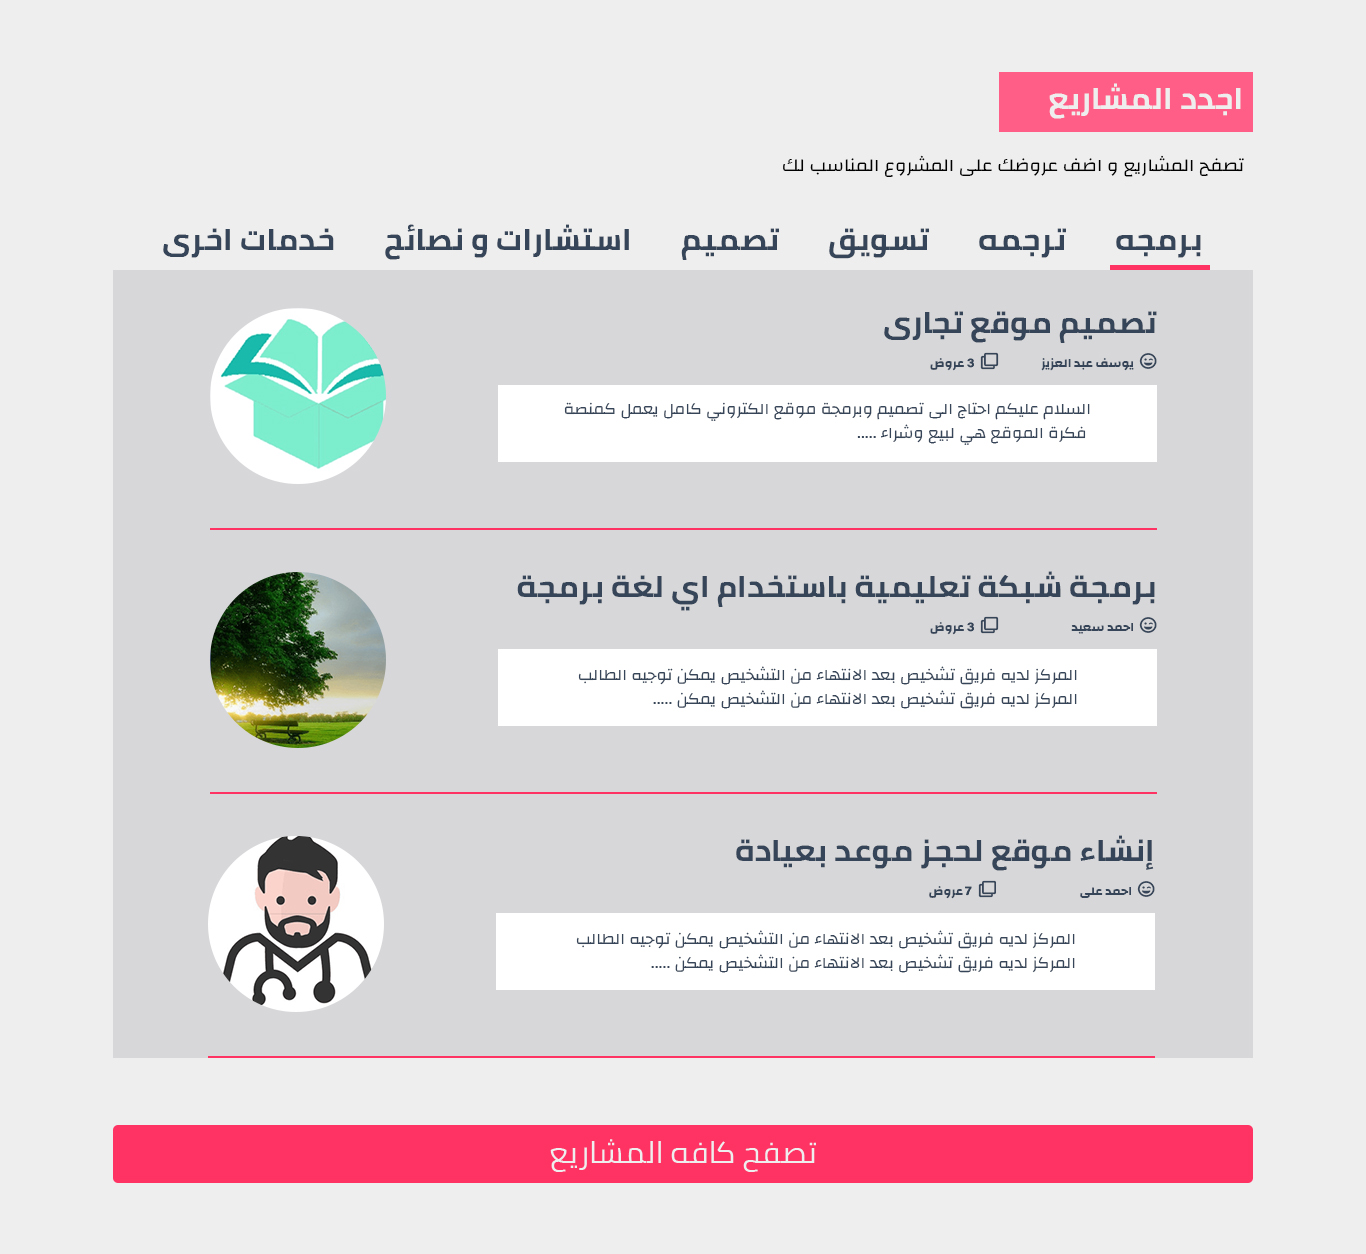 اجدد المشاريع
تصفح المشاريع و اضف عروضك على المشروع المناسب لك
برمجه ترجمه تسويق تصميم استشارات و نصائح خدمات اخرى
تصميم موقع تجارى
يوسف عبد العزيز 3 عروض
السلام عليكم احتاج الى تصميم وبرمجة موقع الكتروني كامل يعمل كمنصة
فكرة الموقع هي لبيع وشراء .....
برمجة شبكة تعليمية باستخدام اي لغة برمجة
احمد سعيد 3 عروض
المركز لديه فريق تشخيص بعد الانتهاء من التشخيص يمكن توجيه الطالب
المركز لديه فريق تشخيص بعد الانتهاء من التشخيص يمكن .....
إنشاء موقع لحجز موعد بعيادة
احمد على 7 عروض
المركز لديه فريق تشخيص بعد الانتهاء من التشخيص يمكن توجيه الطالب
المركز لديه فريق تشخيص بعد الانتهاء من التشخيص يمكن .....
تصفح كافه المشاريع